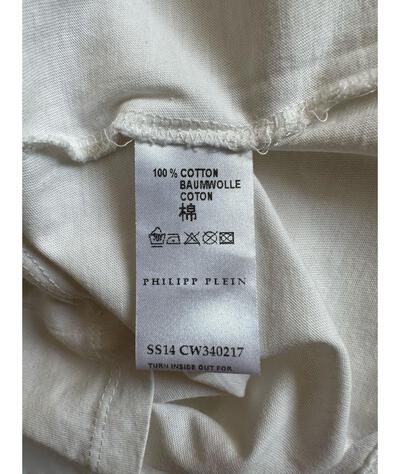 100 % COTTON
BAUMWOLLE
COTON
棉
PHILIPP PLEIN
SS14 CW340217
TURN INSIDE OUT FOR